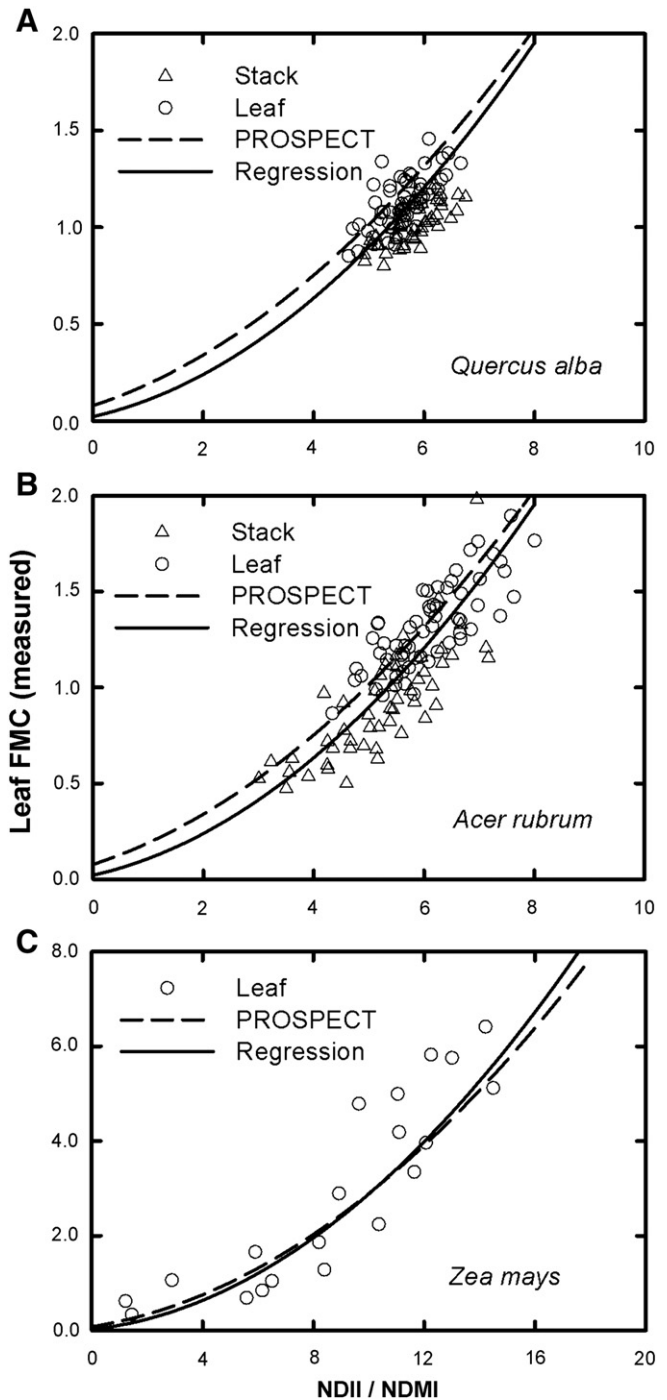 A
2.0
1.5
1.0
0.5
0.0
Stack
Leaf
PROSPECT
Regression
Quercus alba
0 2 4 6 8 10
B
2.0
1.5
1.0
0.5
0.0
Stack
Leaf
PROSPECT
Regression
Acer rubrum
0 2 4 6 8 10
Leaf FMC (measured)
C
8.0
6.0
4.0
2.0
0.0
Leaf
PROSPECT
Regression
Zea mays
0 4 8 12 16 20
NDII / NDMI